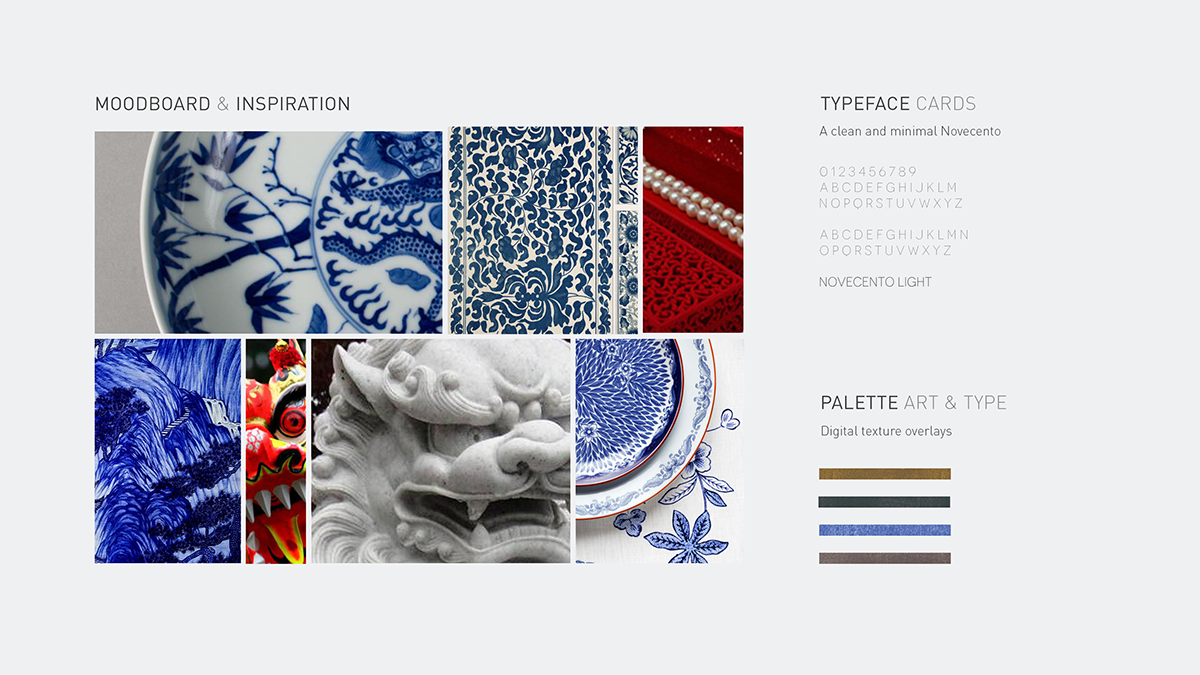 MOODBOARD & INSPIRATION
TYPEFACE CARDS
A clean and minimal Novecento
0123456789
ABCDEFGHIJKLM
NOPQRSTUVWXYZ
ABCDEFGHIJKLMN
OPQRSTUVWXYZ
NOVECENTO LIGHT
PALETTE ART & TYPE
Digital texture overlays